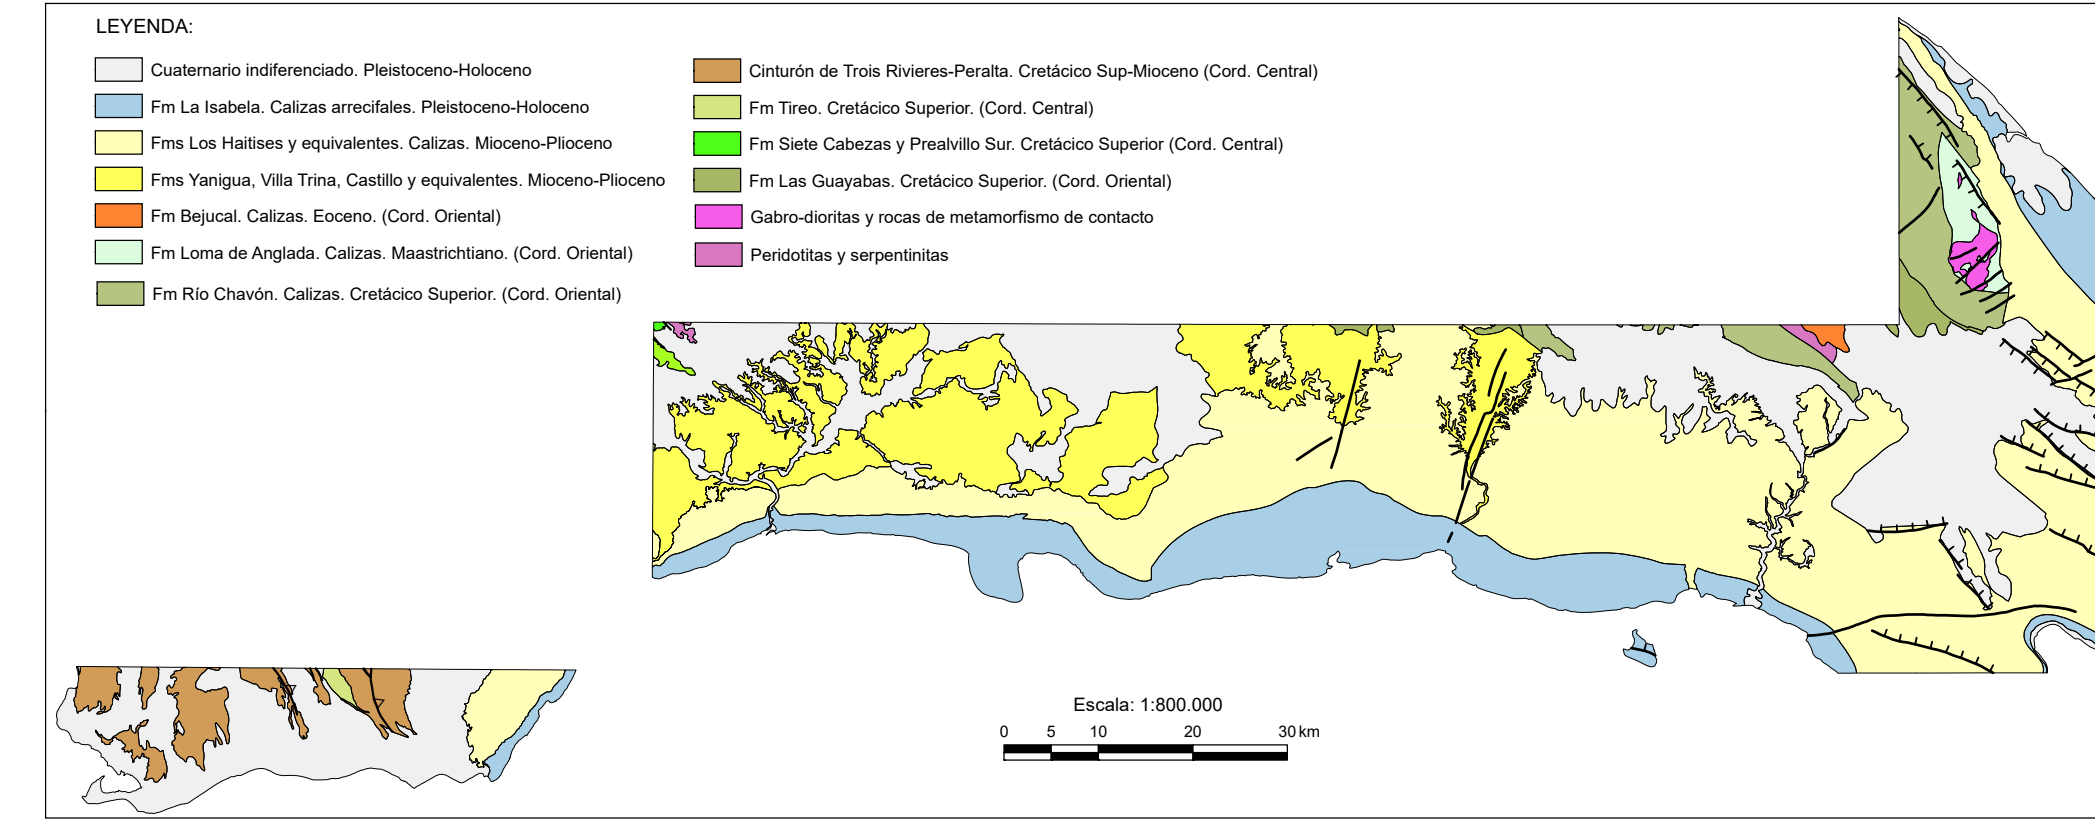 LEYENDA:
Cuaternario indiferenciado. Pleistoceno-Holoceno
Fm La Isabela. Calizas arrecifales. Pleistoceno-Holoceno
Fms Los Haitises y equivalentes. Calizas. Mioceno-Plioceno
Fms Yanigua, Villa Trina, Castillo y equivalentes. Mioceno-Plioceno
Fm Bejucal. Calizas. Eoceno. (Cord. Oriental)
Fm Loma de Anglada. Calizas. Maastrichtiano. (Cord. Oriental)
Fm Río Chavón. Calizas. Cretácico Superior. (Cord. Oriental)
Cinturón de Trois Rivieres-Peralta. Cretácico Sup-Mioceno (Cord. Central)
Fm Tireo. Cretácico Superior. (Cord. Central)
Fm Siete Cabezas y Prealvillo Sur. Cretácico Superior (Cord. Central)
Fm Las Guayabas. Cretácico Superior. (Cord. Oriental)
Gabro-dioritas y rocas de metamorfismo de contacto
Peridotitas y serpentinitas
Escala: 1:800.000
0 5 10 20 30 km